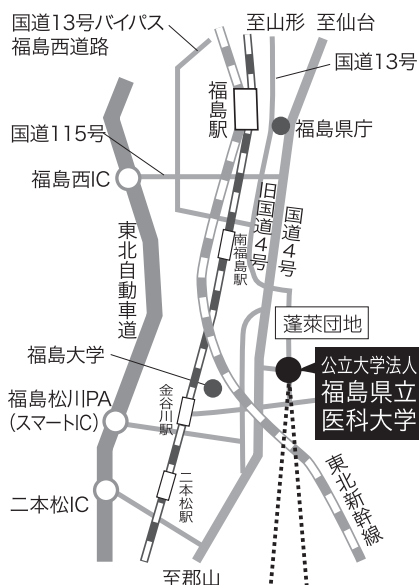 国道13号バイパス
福島西道路
至山形
至仙台
国道13号
福島駅
国道115号
福島県庁
福島西IC
旧国道4号
国道4号
南福島駅
東北自動車道
蓬萊団地
福島大学
公立大学法人
福島県立
医科大学
福島松川PA
(スマートIC)
金谷川駅
二本松IC
二本松駅
東北新幹線
至郡山